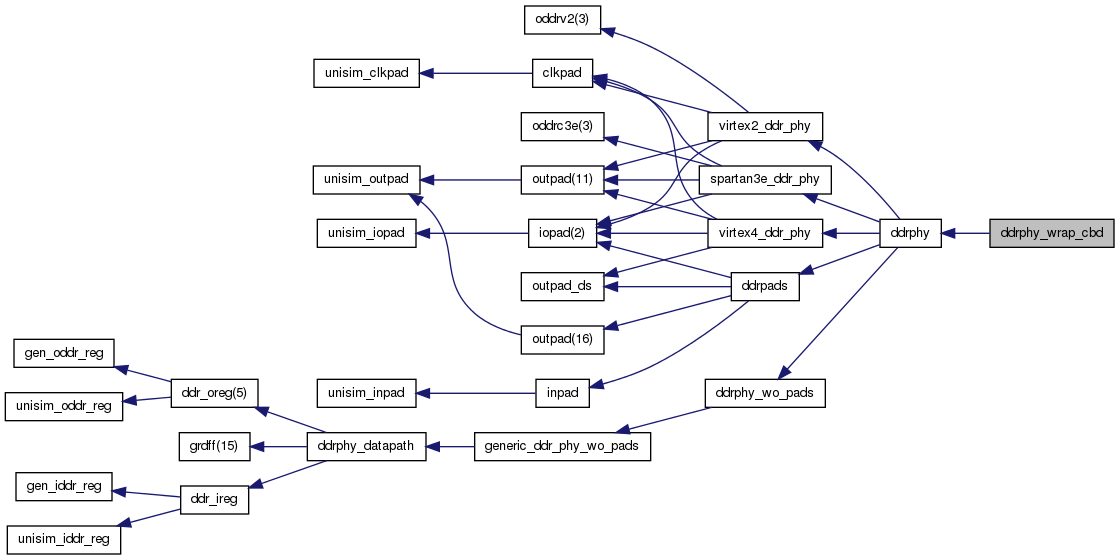 oddrv2(3)
unisim_clkpad
clkpad
oddrc3e(3)
virtex2_ddr_phy
unisim_outpad
outpad(11)
spartan3e_ddr_phy
unisim_iopad
iopad(2)
virtex4_ddr_phy
ddrphy
ddrphy_wrap_cbd
outpad_ds
ddrpads
outpad(16)
gen_oddr_reg
unisim_oddr_reg
ddr_oreg(5)
unisim_inpad
inpad
ddrphy_wo_pads
grdff(15)
ddrphy_datapath
generic_ddr_phy_wo_pads
gen_iddr_reg
ddr_ireg
unisim_iddr_reg